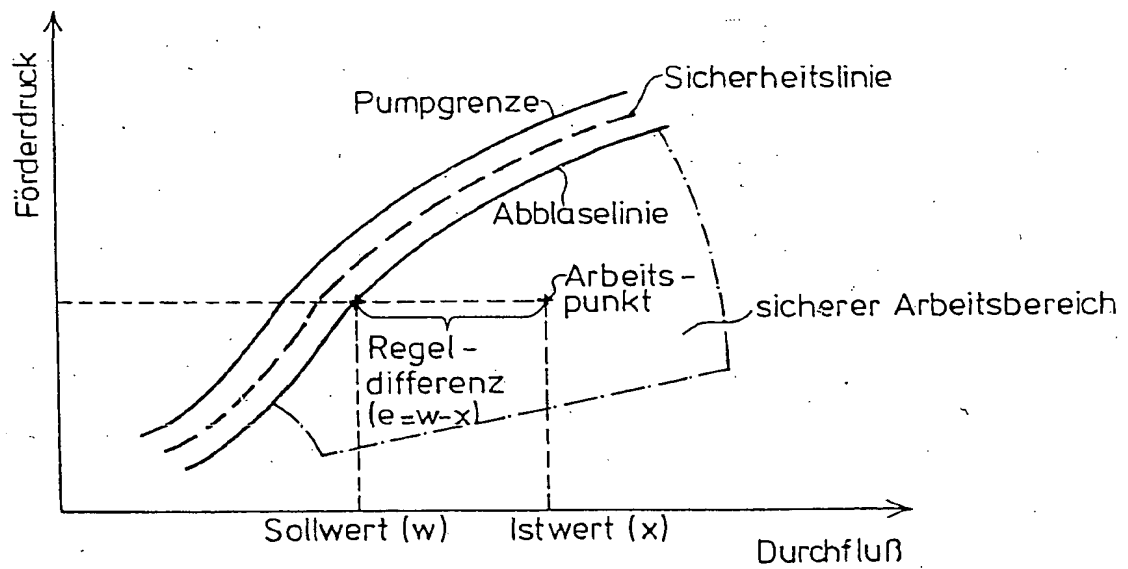 Förderdruck
Pumpgrenze
Sicherheitslinie
Abblaselinie
Arbeits-
punkt
sicherer Arbeitsbereich
Regel-
differenz
(e=w-x)
Sollwert (w)
Istwert (x)
Durchfluß